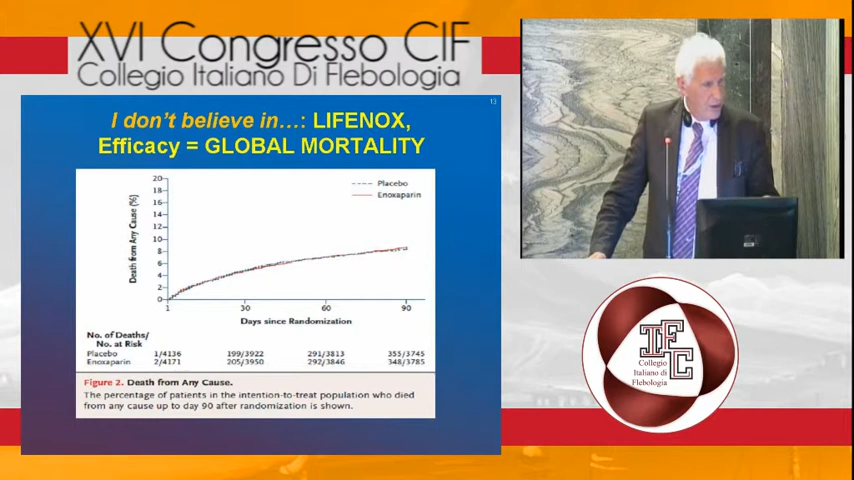 XVI Congresso CIF
Collegio Italiano Di Flebologia
13
I don't believe in…: LIFENOX,
Efficacy = GLOBAL MORTALITY
20
18
16
14
12
10
8
6
4
2
0
Death from Any Cause (%)
Placebo
Enoxaparin
1 30 60 90
Days since Randomization
No. of Deaths/
No. at Risk
Placebo 1/4136 199/3922 291/3813 355/3745
Enoxaparin 2/4171 205/3950 292/3846 348/3785
Figure 2. Death from Any Cause.
The percentage of patients in the intention-to-treat population who died
from any cause up to day 90 after randomization is shown.
CIF
Collegio
Italiano di
Flebologia